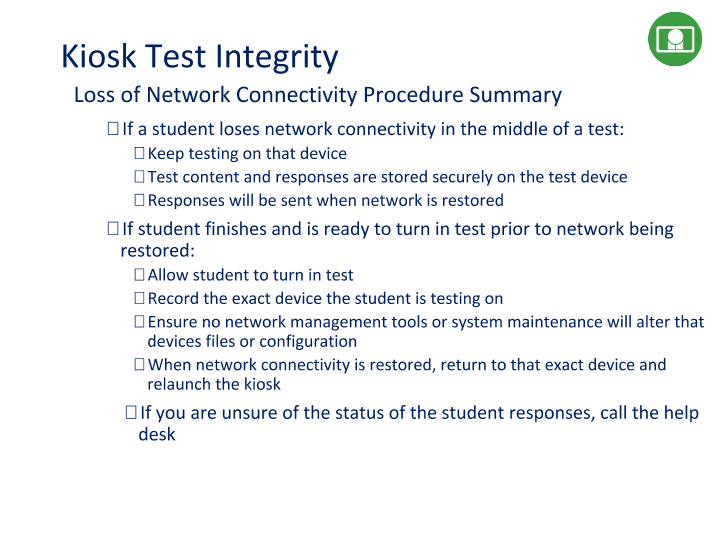 Kiosk Test Integrity
Loss of Network Connectivity Procedure Summary
If a student loses network connectivity in the middle of a test:
Keep testing on that device
Test content and responses are stored securely on the test device
Responses will be sent when network is restored
If student finishes and is ready to turn in test prior to network being
restored:
Allow student to turn in test
Record the exact device the student is testing on
Ensure no network management tools or system maintenance will alter that
devices files or configuration
When network connectivity is restored, return to that exact device and
relaunch the kiosk
If you are unsure of the status of the student responses, call the help
desk